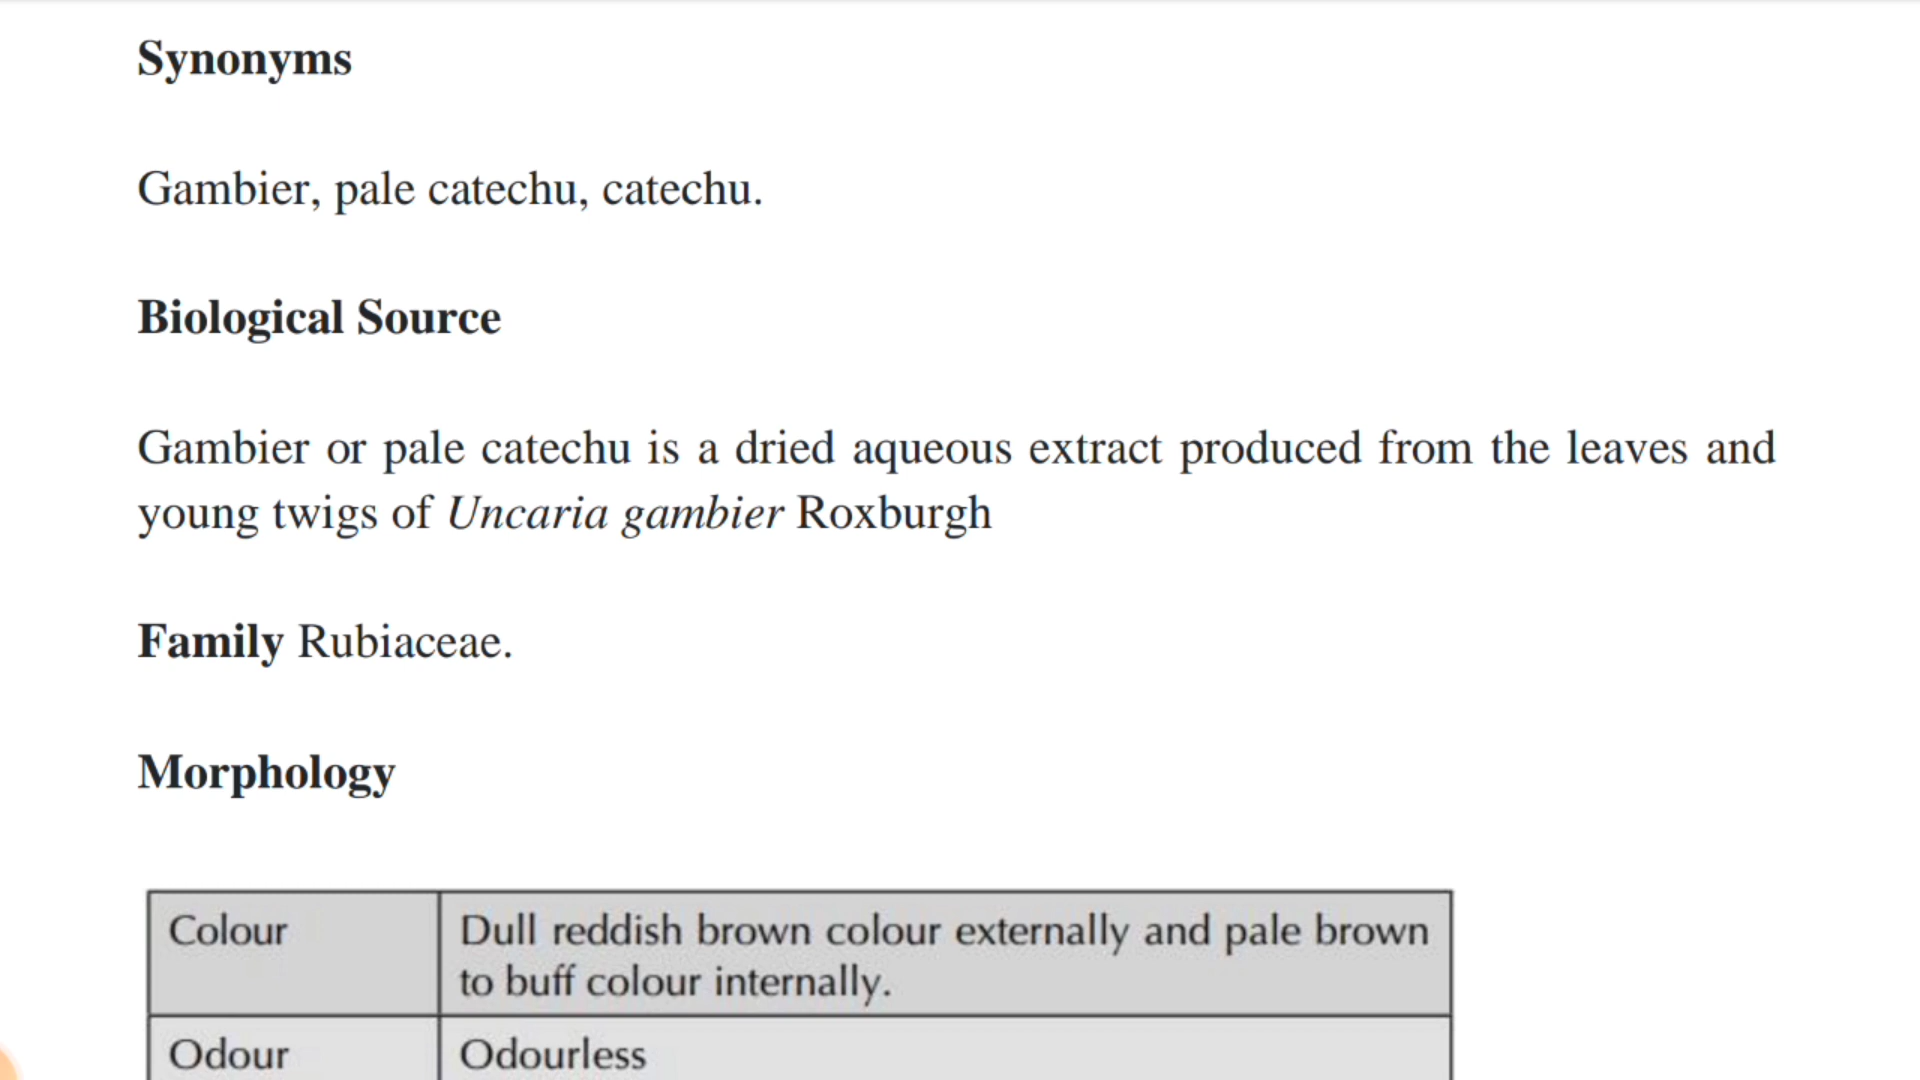 Synonyms
Gambier, pale catechu, catechu.
Biological Source
Gambier or pale catechu is a dried aqueous extract produced from the leaves and
young twigs of Uncaria gambier Roxburgh
Family Rubiaceae.
Morphology
Colour
Dull reddish brown colour externally and pale brown
to buff colour internally.
Odour
Odourless